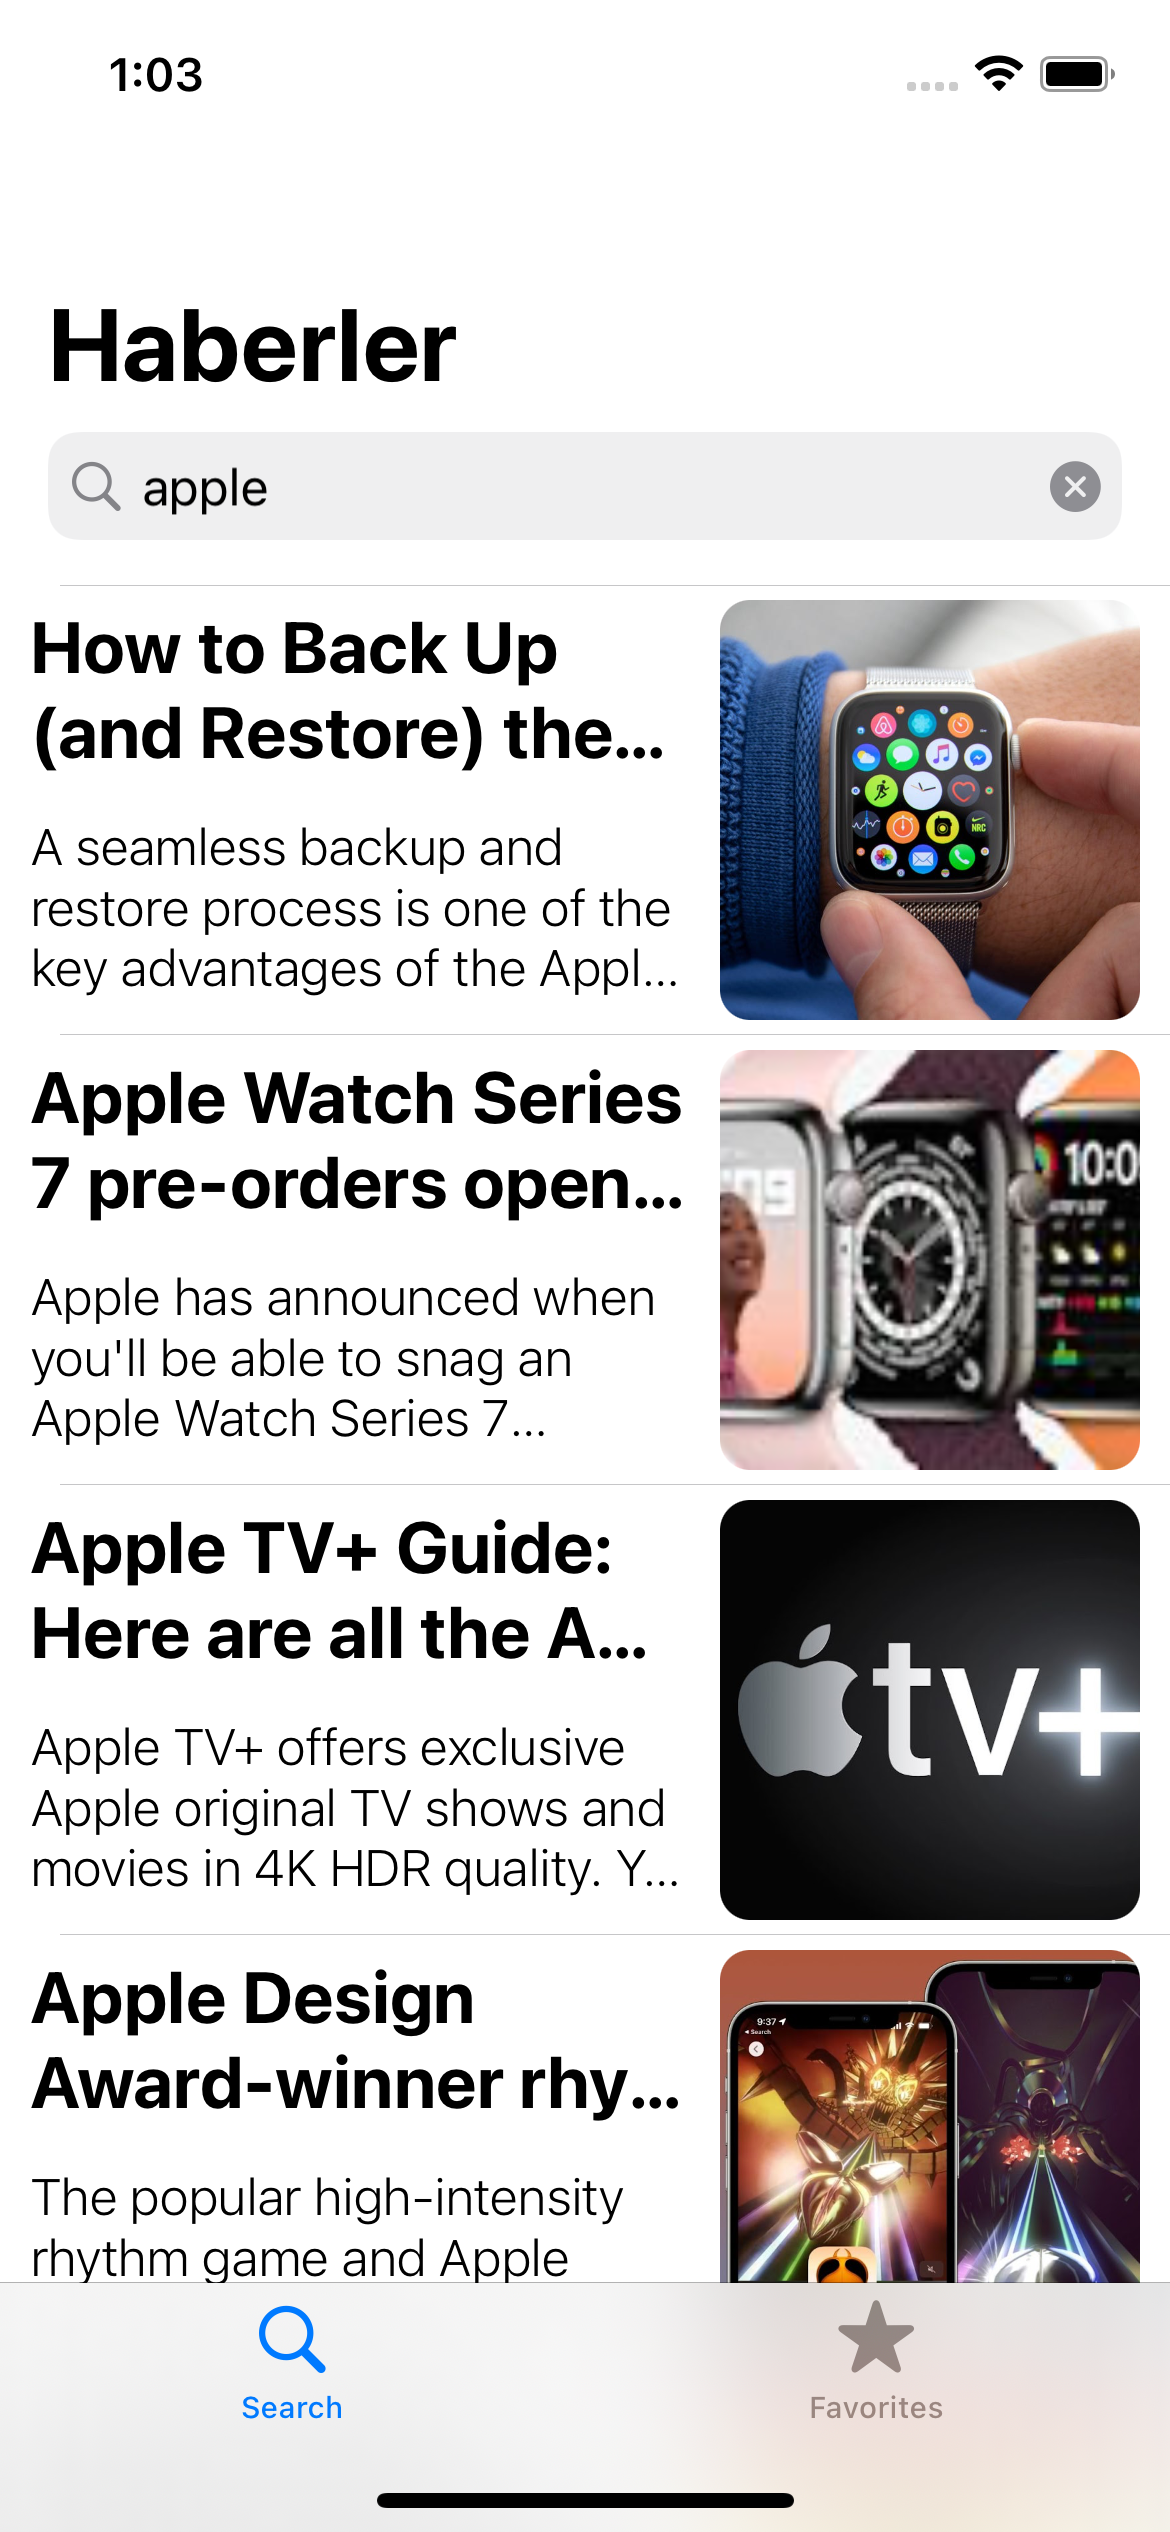 1:03
Haberler
apple
How to Back Up
(and Restore) the...
A seamless backup and
restore process is one of the
key advantages of the Appl...
NRC
Apple Watch Series
7 pre-orders open...
Apple has announced when
you'll be able to snag an
Apple Watch Series 7...
:09
10:0
Apple TV+ Guide:
Here are all the A...
Apple TV+ offers exclusive
Apple original TV shows and
movies in 4K HDR quality. Y...
tv+
Apple Design
Award-winner rhy...
The popular high-intensity
rhythm game and Apple
9:37
Search
Search
Favorites